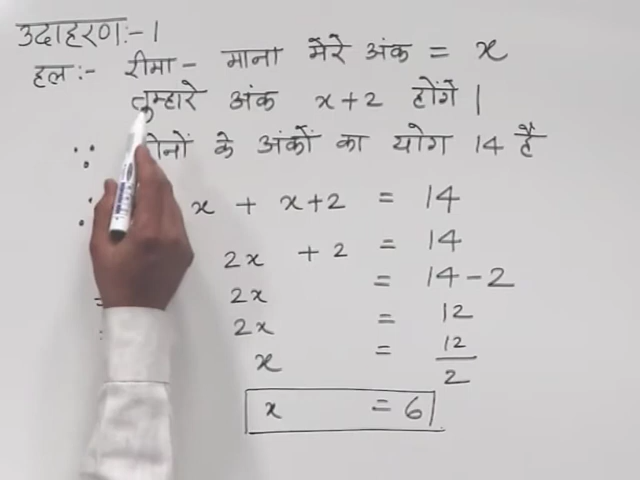 उदाहरण:-1
हल:- रीमा - माना मेरे अंक = x
तुम्हारे अंक x+2 होंगे |
∵ के अंकों का योग 14 है
x + x+2 = 14
2x + 2 = 14
2x = 14-2
2x = 12
x = 12/2
x = 6